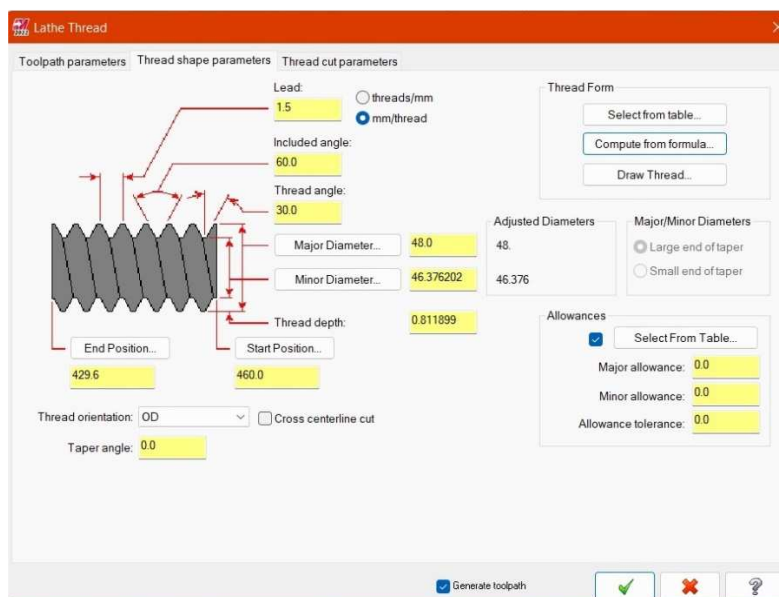 Lathe Thread
Toolpath parameters Thread shape parameters Thread cut parameters
Lead:
1.5
threads/mm
mm/thread
Included angle:
60.0
Thread angle:
30.0
Major Diameter... 48.0
Minor Diameter... 46.376202
Thread depth: 0.811899
Adjusted Diameters
48.
46.376
End Position... Start Position...
429.6 460.0
Thread orientation: OD Cross centerline cut
Taper angle: 0.0
Thread Form
Select from table...
Compute from formula...
Draw Thread...
Major/Minor Diameters
Large end of taper
Small end of taper
Allowances
Select From Table...
Major allowance: 0.0
Minor allowance: 0.0
Allowance tolerance: 0.0
Generate toolpath